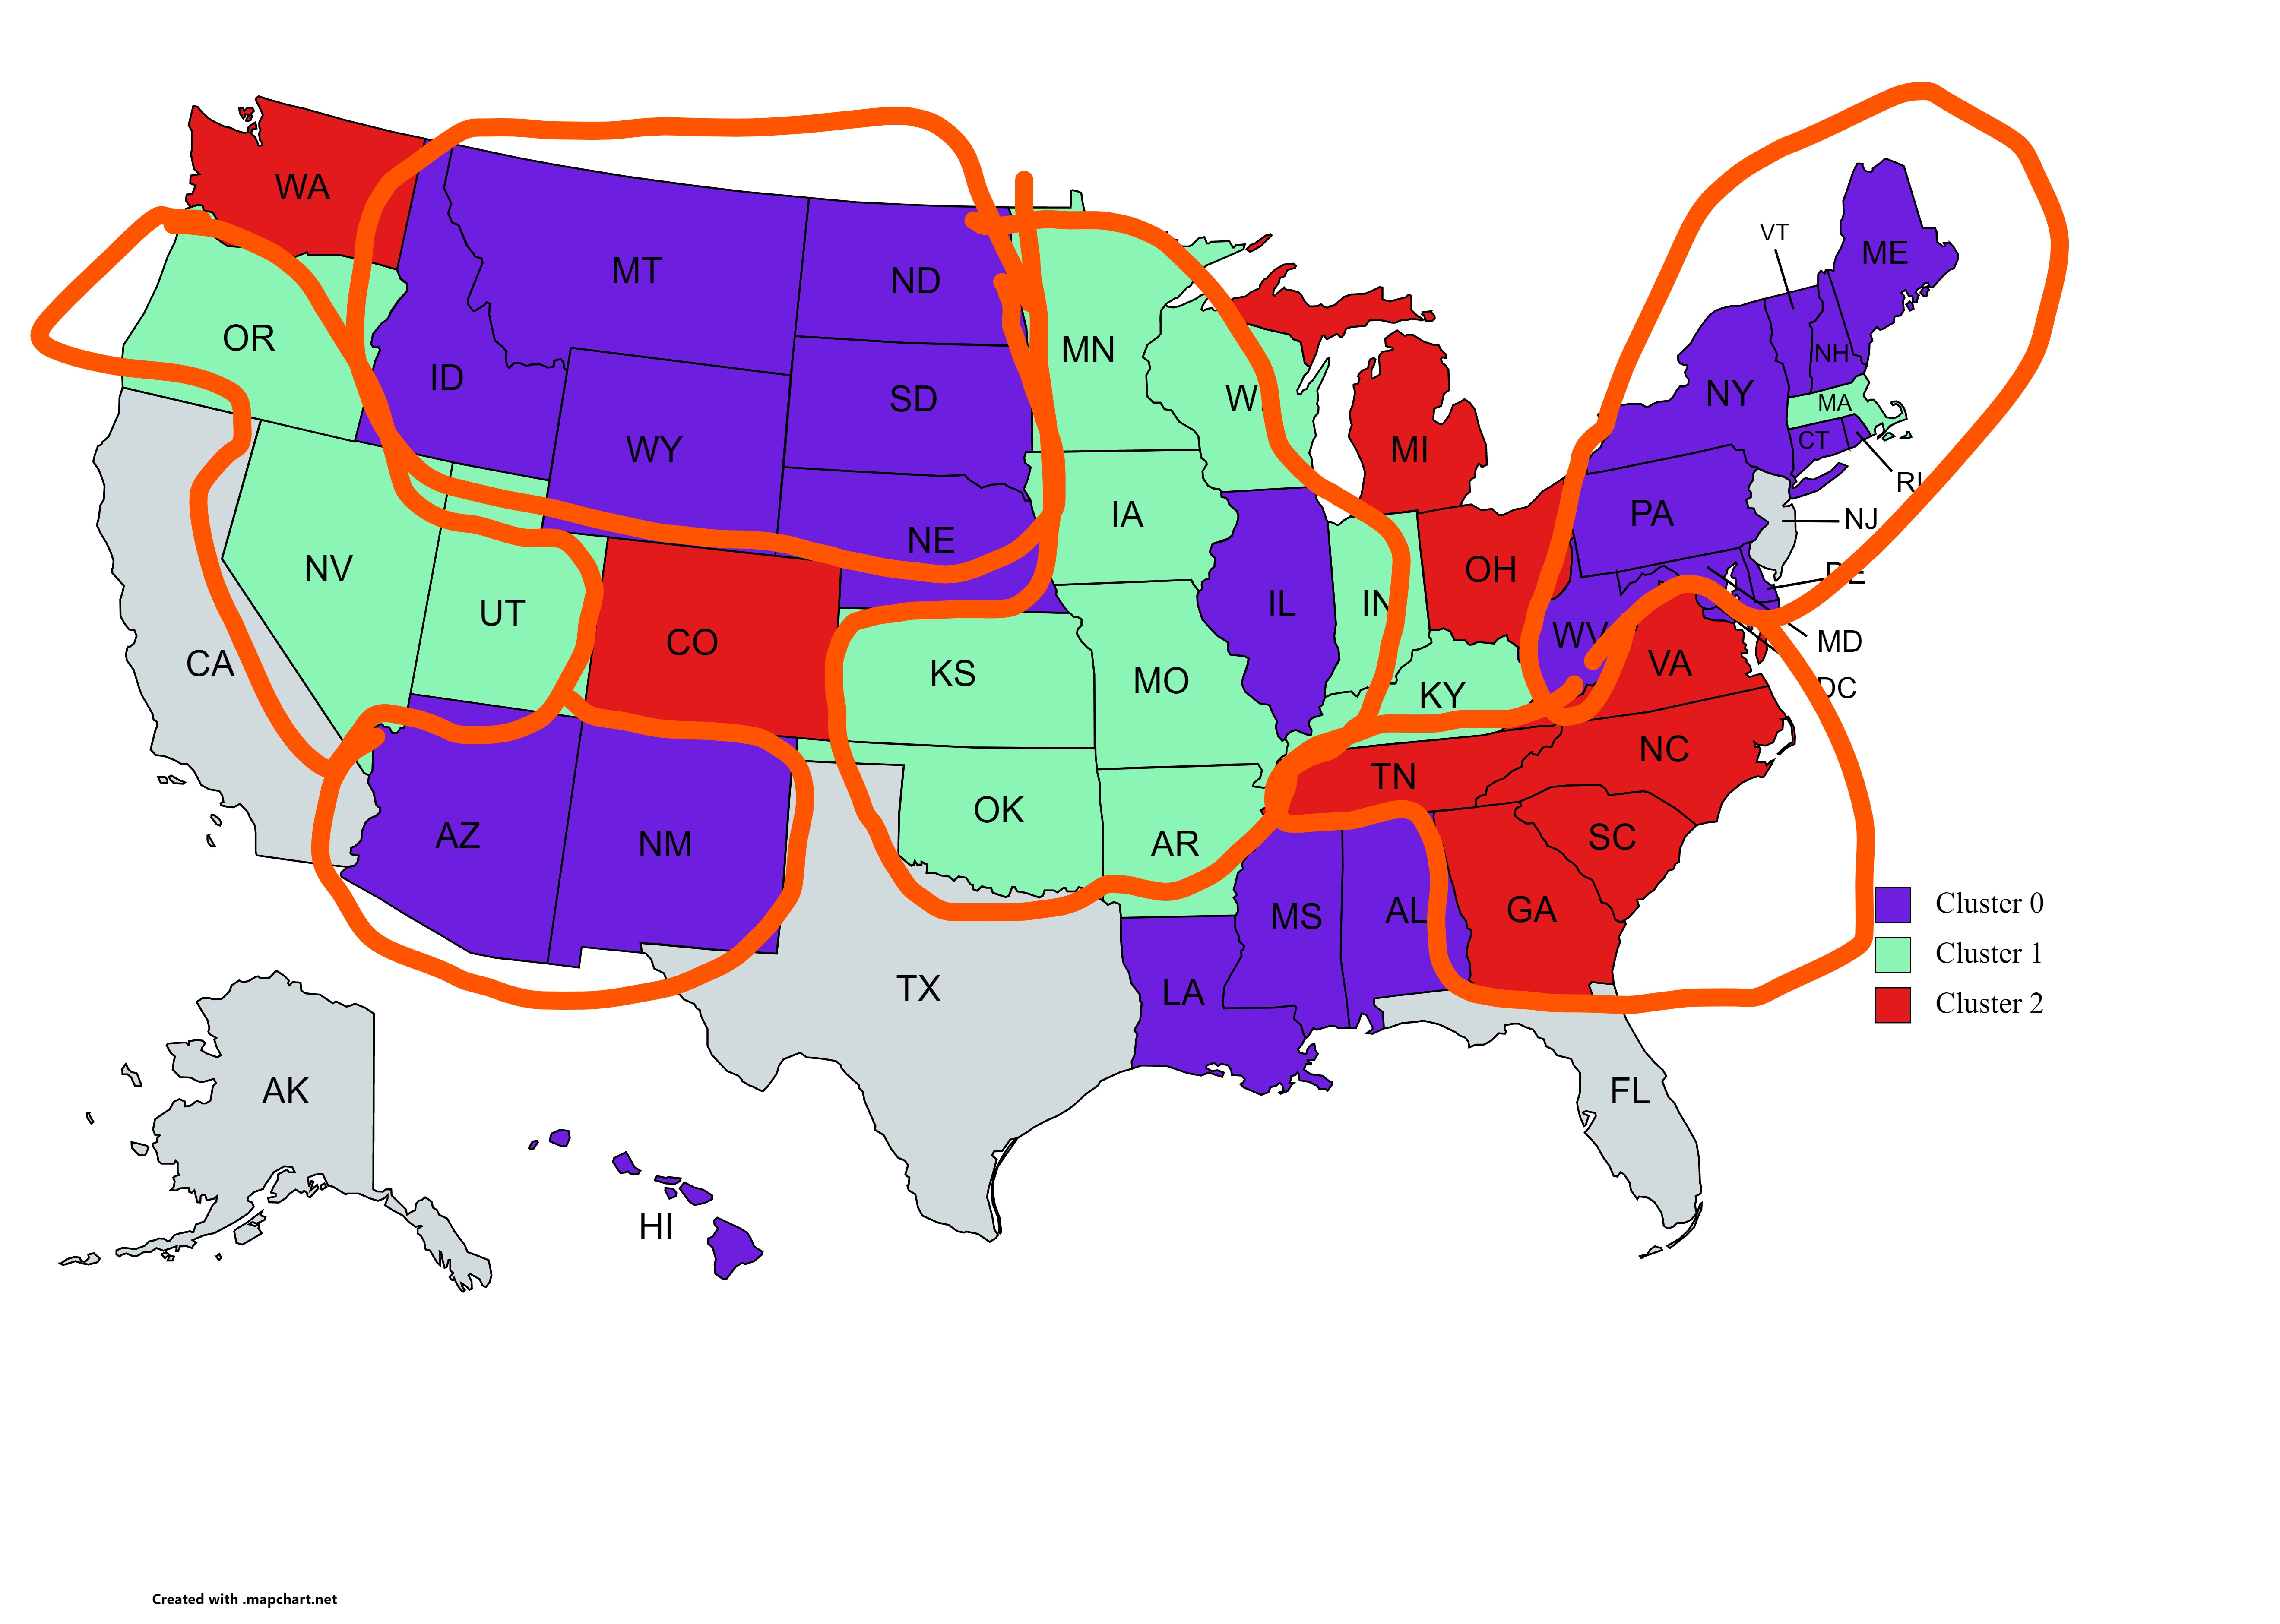 WA
OR
ID
MT
ND
MN
W
SD
WY
NE
IA
MI
VT
ME
NH
NY
MA
CT
RI
PA
NJ
OH
IN
IL
NV
UT
CO
KS
MO
WV
KY
VA
MD
DC
CA
AZ
NM
OK
AR
TN
NC
SC
GA
MS
AL
LA
TX
FL
AK
HI
Cluster 0
Cluster 1
Cluster 2
Created with .mapchart.net